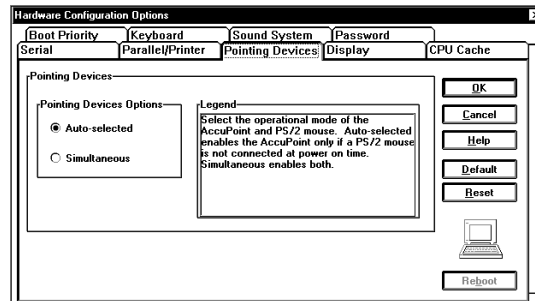 Hardware Configuration Options
Boot Priority Keyboard Sound System Password
Serial Parallel/Printer Pointing Devices Display CPU Cache
Pointing Devices
Pointing Devices Options
Auto-selected
Simultaneous
Legend
Select the operational mode of the
AccuPoint and PS/2 mouse. Auto-selected
enables the AccuPoint only if a PS/2 mouse
is not connected at power on time.
Simultaneous enables both.
OK
Cancel
Help
Default
Reset
Reboot